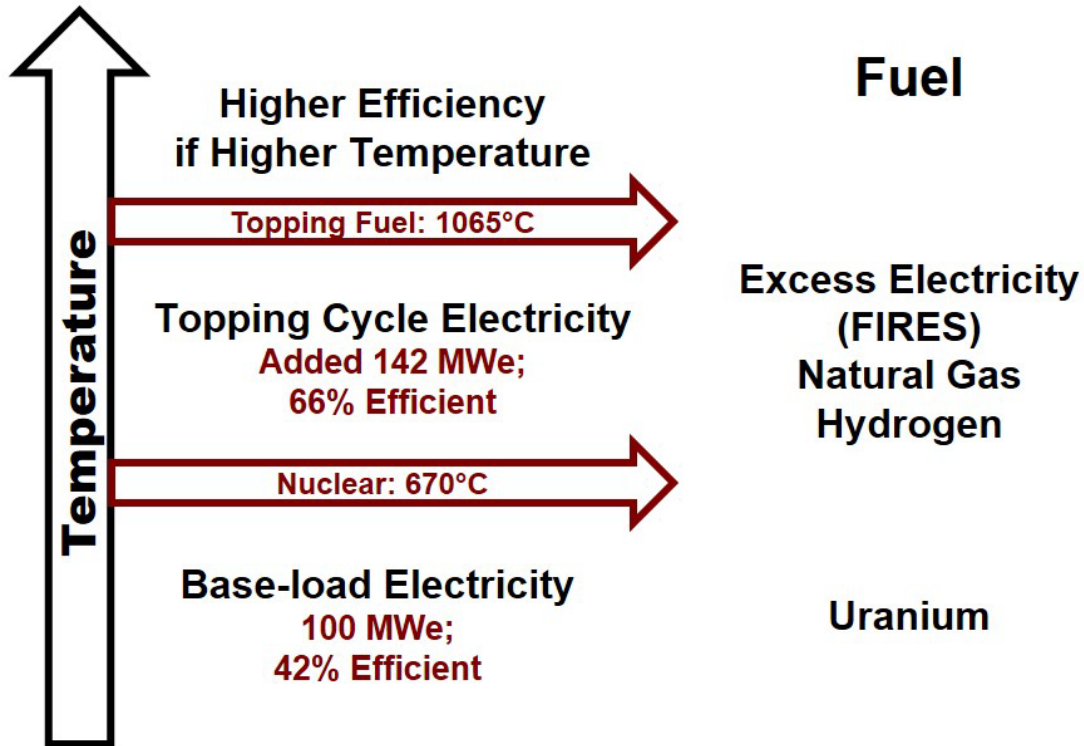 Fuel
Higher Efficiency
if Higher Temperature
Topping Fuel: 1065°C
Temperature
Topping Cycle Electricity
Added 142 MWe;
66% Efficient
Excess Electricity
(FIRES)
Natural Gas
Hydrogen
Nuclear: 670°C
Base-load Electricity
100 MWe;
42% Efficient
Uranium